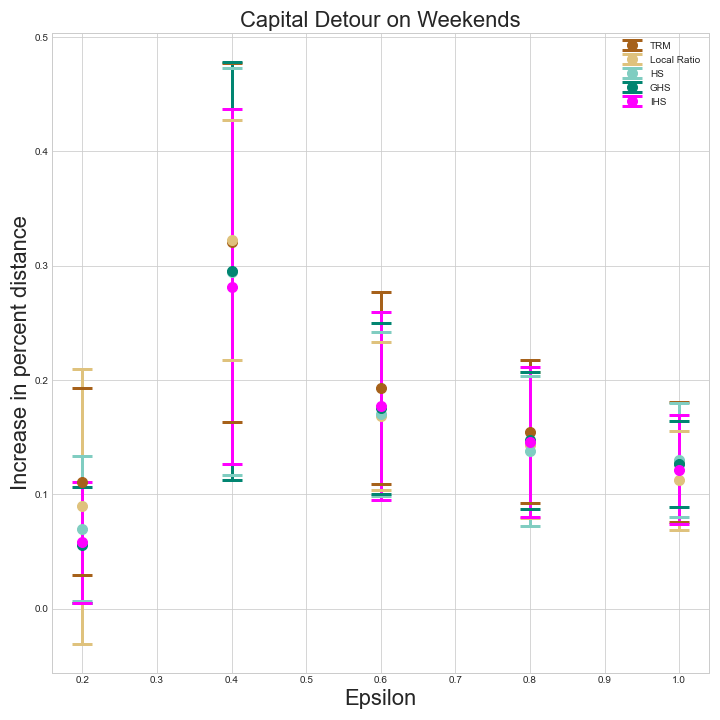 Capital Detour on Weekends
TRM
Local Ratio
HS
GHS
IHS
Increase in percent distance
0.5
0.4
0.3
0.2
0.1
0.0
0.2 0.3 0.4 0.5 0.6 0.7 0.8 0.9 1.0
Epsilon